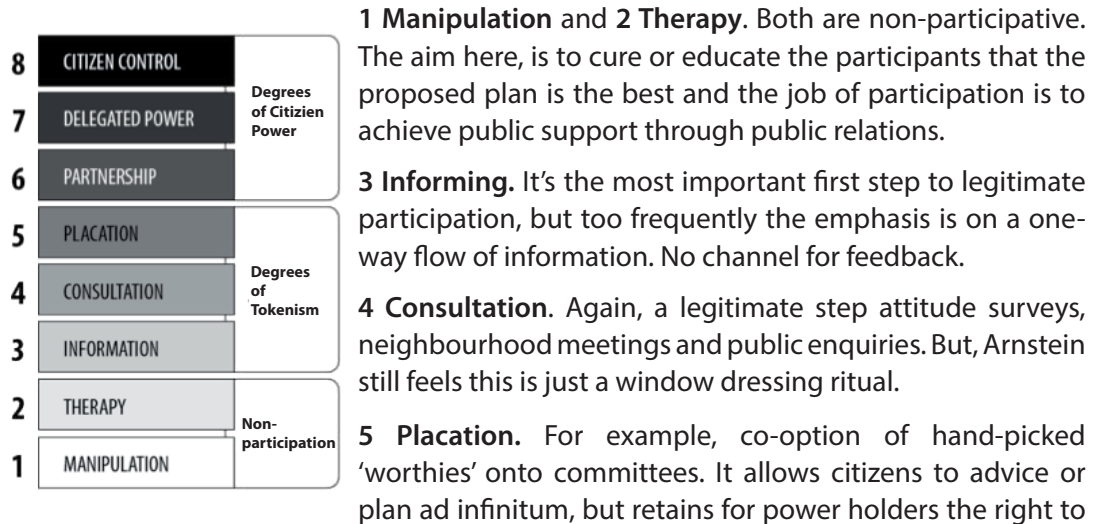 8 CITIZEN CONTROL
7 DELEGATED POWER
6 PARTNERSHIP
Degrees
of Citizien
Power
5 PLACATION
4 CONSULTATION
3 INFORMATION
Degrees
of
Tokenism
2 THERAPY
1 MANIPULATION
Non-
participation
1 Manipulation and 2 Therapy. Both are non-participative.
The aim here, is to cure or educate the participants that the
proposed plan is the best and the job of participation is to
achieve public support through public relations.
3 Informing. It's the most important first step to legitimate
participation, but too frequently the emphasis is on a one-
way flow of information. No channel for feedback.
4 Consultation. Again, a legitimate step attitude surveys,
neighbourhood meetings and public enquiries. But, Arnstein
still feels this is just a window dressing ritual.
5 Placation. For example, co-option of hand-picked
‘worthies’ onto committees. It allows citizens to advice or
plan ad infinitum, but retains for power holders the right to